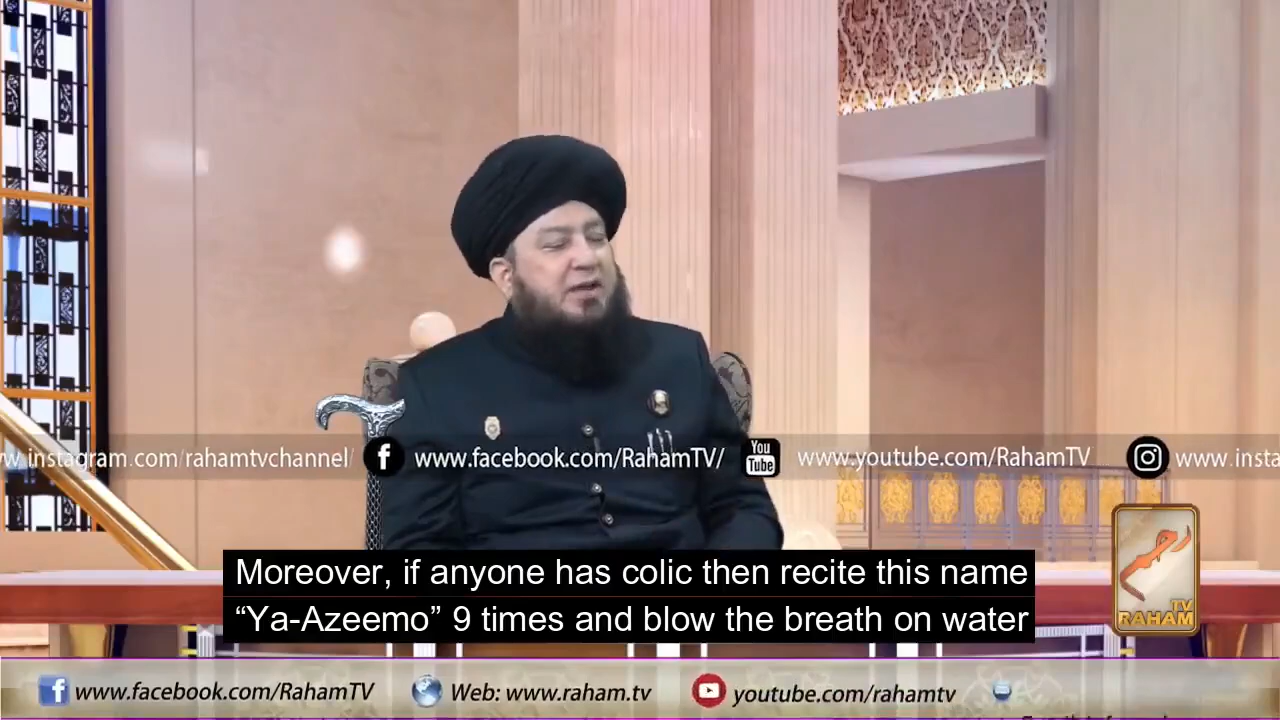 www.instagram.com/rahamtvchannel/ www.facebook.com/RahamTV/ You Tube www.youtube.com/RahamTV
رحم
TV
RAHAM
Moreover, if anyone has colic then recite this name
“Ya-Azeemo” 9 times and blow the breath on water
www.facebook.com/RahamTV Web: www.raham.tv youtube.com/rahamtv